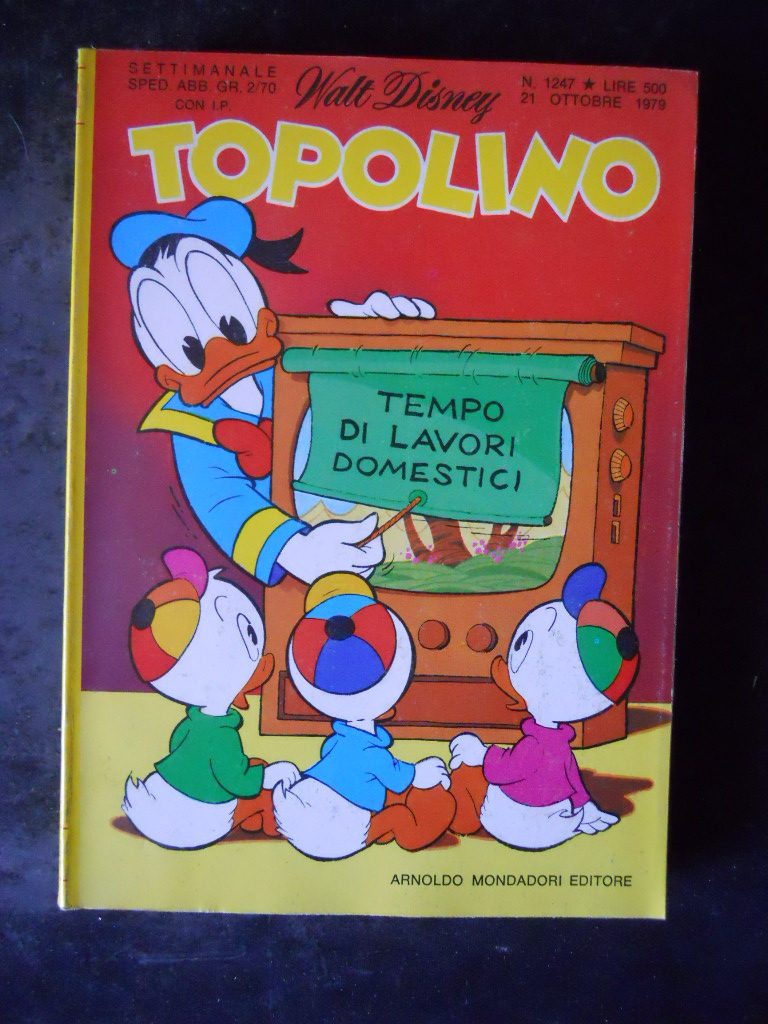 SETTIMANALE
SPED. ABB. GR. 2/70
CON I.P.
Walt Disney
N. 1247 ★ LIRE 500
21 OTTOBRE 1979
TOPOLINO
TEMPO
DI LAVORI
DOMESTICI
ARNOLDO MONDADORI EDITORE